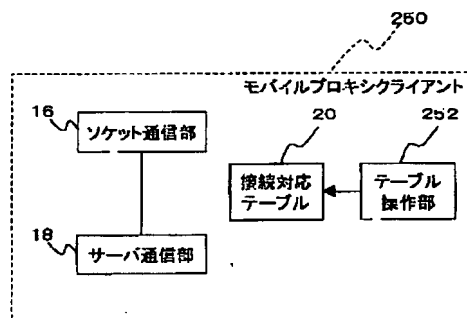 250
モバイルプロキシクライアント
16
ソケット通信部
20
252
接続対応
テーブル
テーブル
操作部
18
サーバ通信部